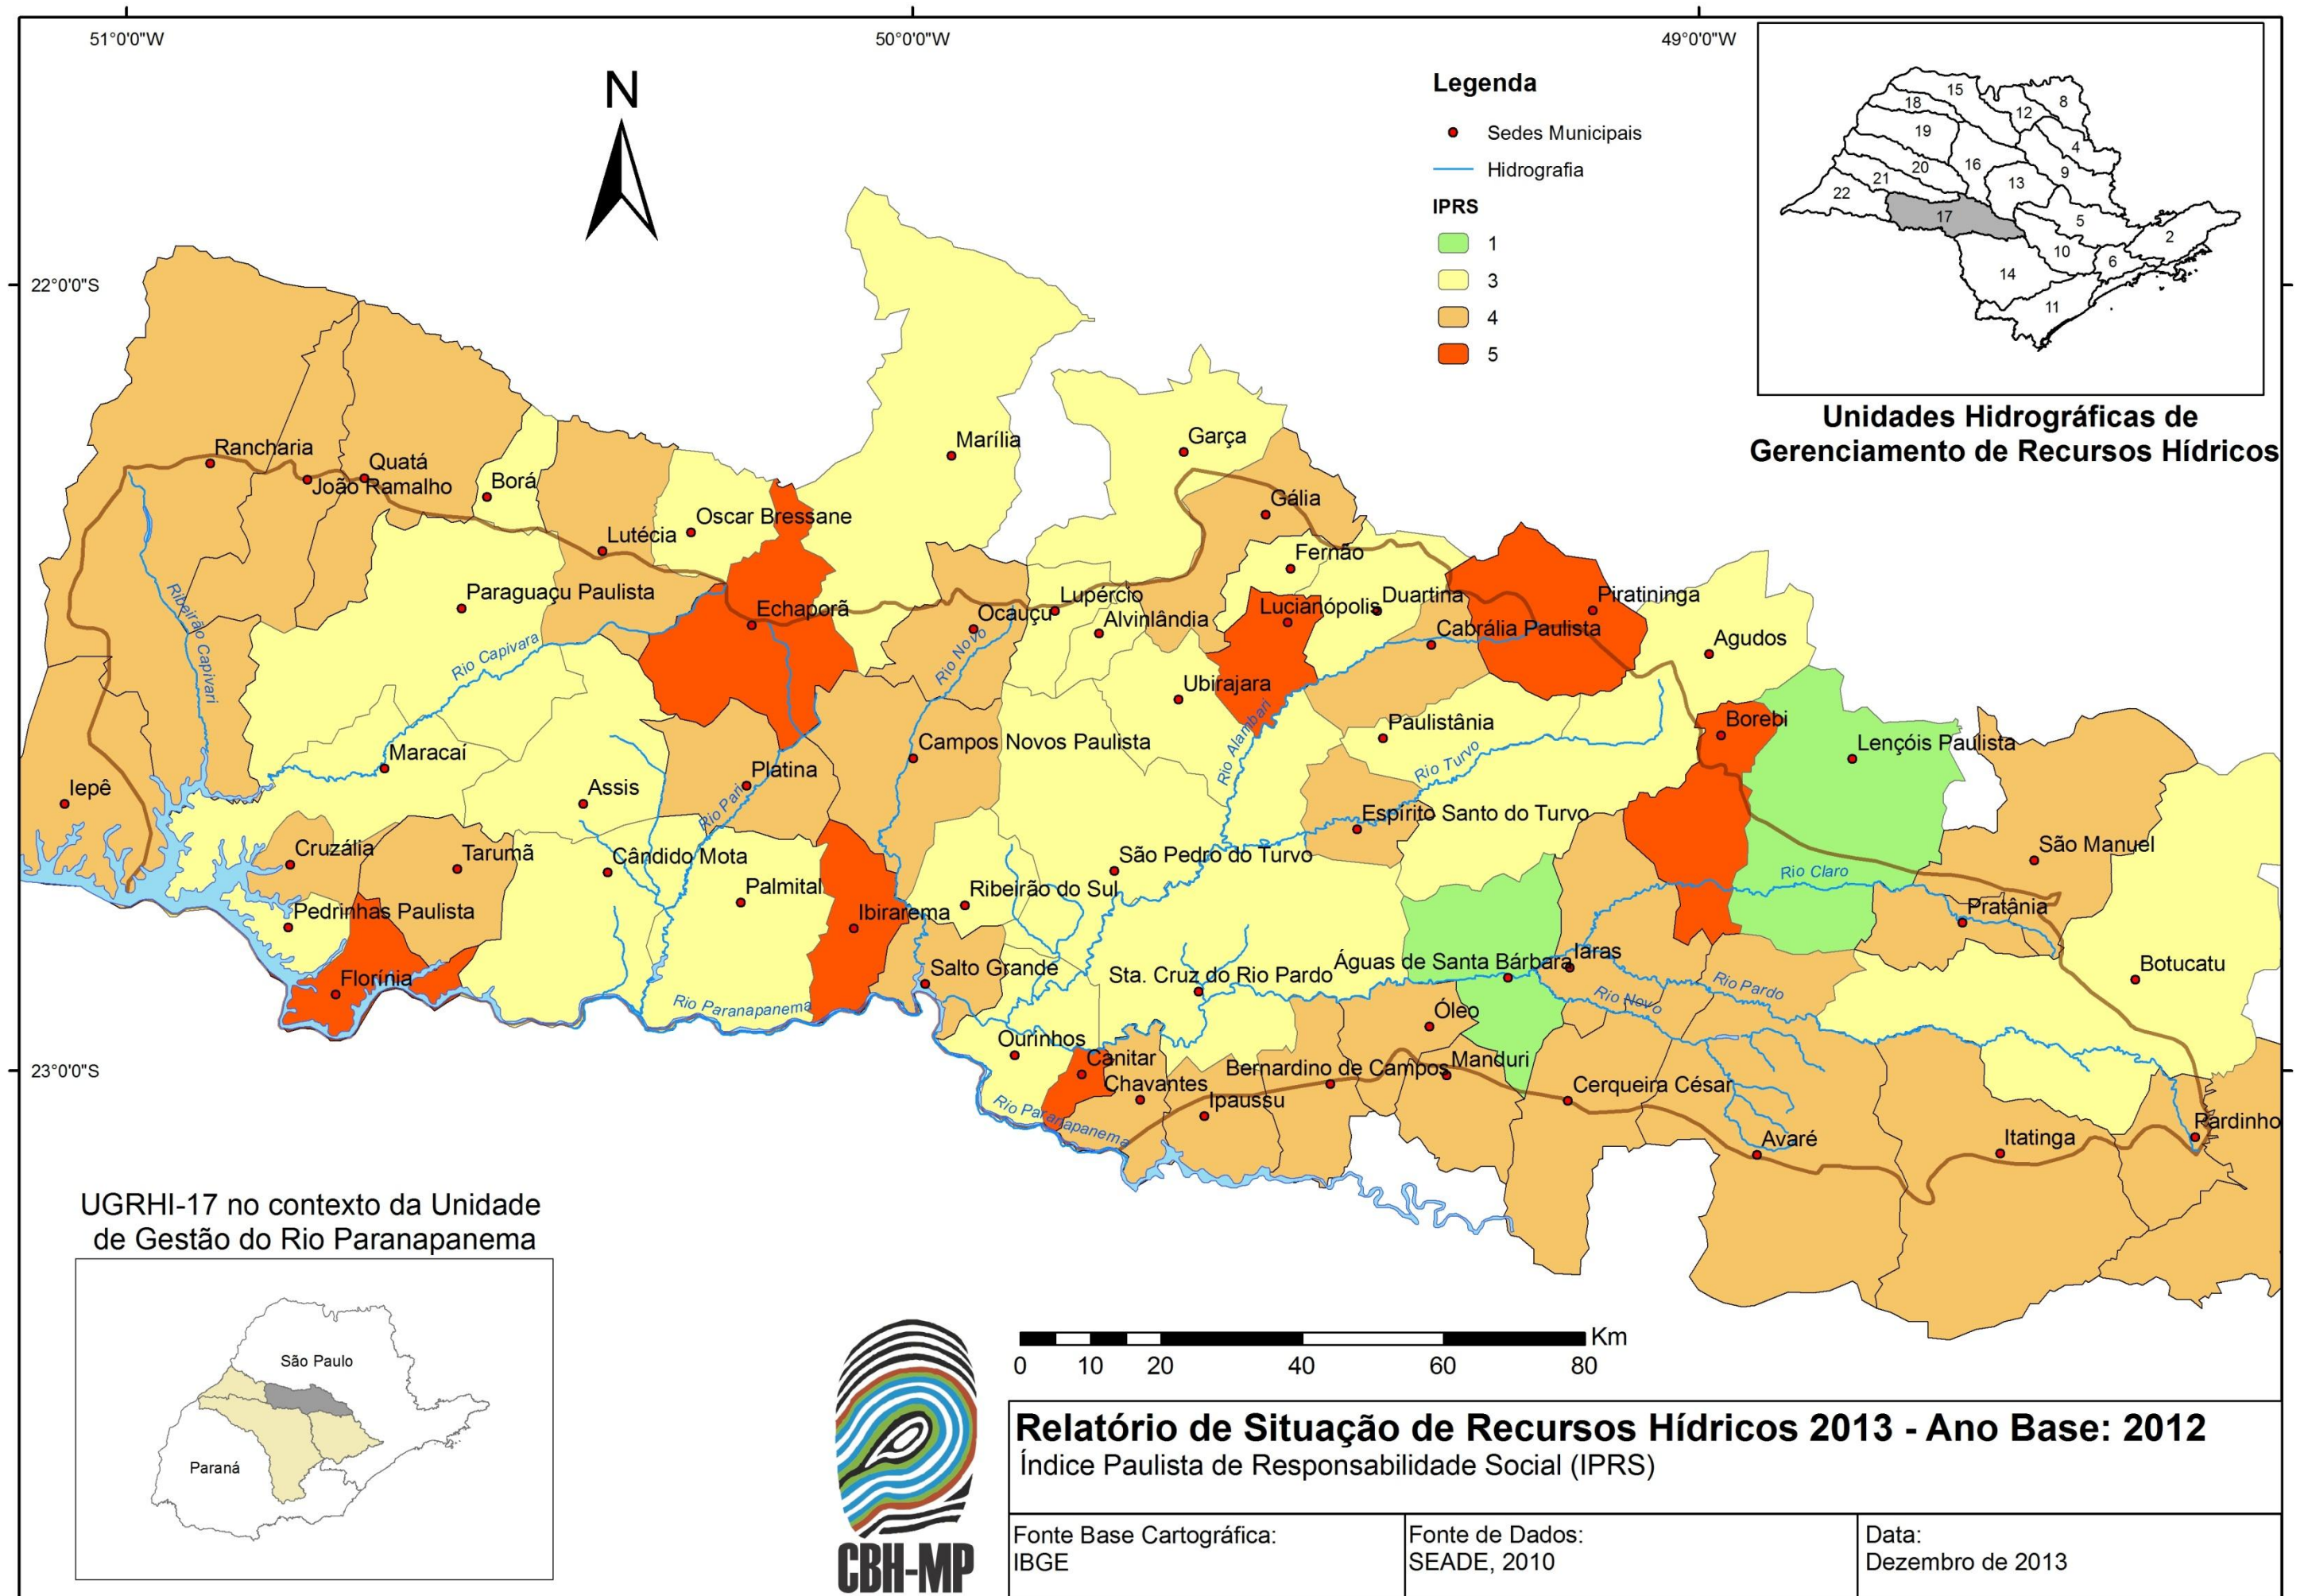 51°0'0"W
50°0'0"W
49°0'0"W
22°0'0"S
23°0'0"S
N
Legenda
Sedes Municipais
Hidrografia
IPRS
1
3
4
5
15
18
12
8
19
4
16
20
9
21
13
22
17
5
2
10
6
14
11
Unidades Hidrográficas de
Gerenciamento de Recursos Hídricos
Marília
Garça
Rancharia
Quatá
João Ramalho
Borá
Gália
Oscar Bressane
Lutécia
Fernão
Paraguaçu Paulista
Echaporã
Ocauçu
Lupércio
Alvinlândia
Lucianópolis
Duartina
Piratininga
Cabrália Paulista
Agudos
Ribeirão Capivari
Rio Capivara
Rio Novo
Ubirajara
Rio Alambari
Paulistânia
Borebi
Lençóis Paulista
Maracaí
Campos Novos Paulista
Rio Turvo
Platina
Assis
Iepê
Rio Pari
Espírito Santo do Turvo
Cruzália
Tarumã
Cândido Mota
São Pedro do Turvo
São Manuel
Rio Claro
Palmital
Ribeirão do Sul
Pedrinhas Paulista
Ibirarema
Pratânia
Florínia
Salto Grande
Sta. Cruz do Rio Pardo
Águas de Santa Bárbara
Iaras
Botucatu
Rio Pardo
Rio Novo
Rio Paranapanema
Óleo
Ourinhos
Canitar
Manduri
Bernardino de Campos
Chavantes
Ipaussu
Cerqueira César
Rio Paranapanema
Avaré
Itatinga
Pardinho
UGRHI-17 no contexto da Unidade
de Gestão do Rio Paranapanema
São Paulo
Paraná
Km
0 10 20 40 60 80
CBH-MP
Relatório de Situação de Recursos Hídricos 2013 - Ano Base: 2012
Índice Paulista de Responsabilidade Social (IPRS)
Fonte Base Cartográfica:
IBGE
Fonte de Dados:
SEADE, 2010
Data:
Dezembro de 2013